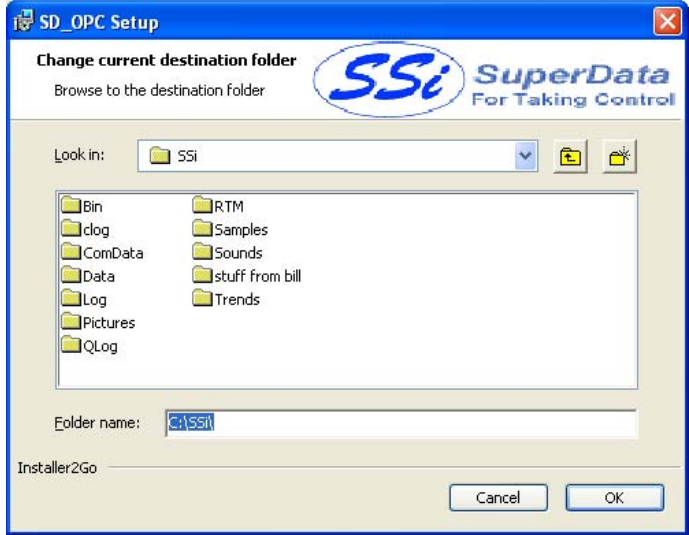 SD_OPC Setup
Change current destination folder
Browse to the destination folder
SSi SuperData
For Taking Control
Look in: SSi
Bin
clog
ComData
Data
Log
Pictures
QLog
RTM
Samples
Sounds
stuff from bill
Trends
Folder name: C:\SSi\
Installer2Go
Cancel OK